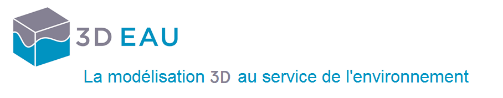 3D EAU
La modélisation 3D au service de l'environnement